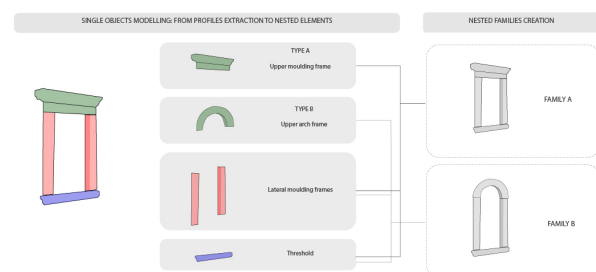 SINGLE OBJECTS MODELLING: FROM PROFILES EXTRACTION TO NESTED ELEMENTS
NESTED FAMILIES CREATION
TYPE A
Upper moulding frame
TYPE B
Upper arch frame
Lateral moulding frames
Threshold
FAMILY A
FAMILY B